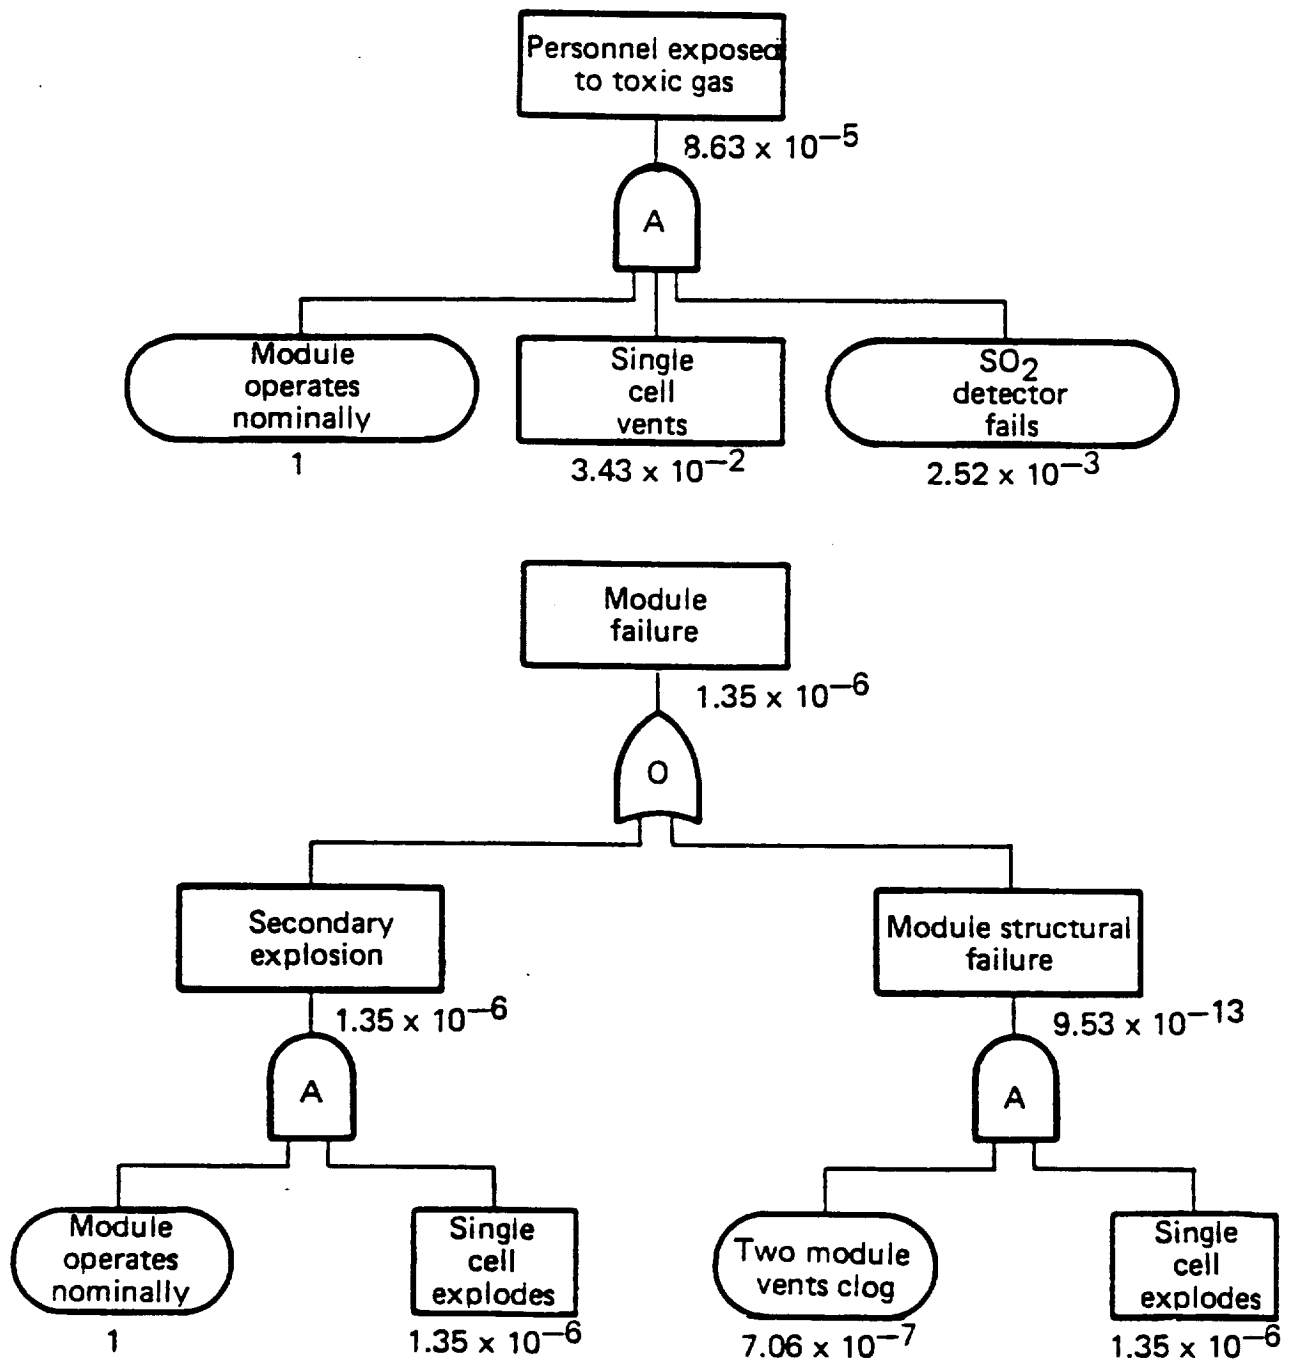 Personnel exposed
to toxic gas
8.63 x 10–5
A
Module
operates
nominally
1
Single
cell
vents
3.43 x 10–2
SO2
detector
fails
2.52 x 10–3
Module
failure
1.35 x 10–6
O
Secondary
explosion
1.35 x 10–6
A
Module structural
failure
9.53 x 10–13
A
Module
operates
nominally
1
Single
cell
explodes
1.35 x 10–6
Two module
vents clog
7.06 x 10–7
Single
cell
explodes
1.35 x 10–6